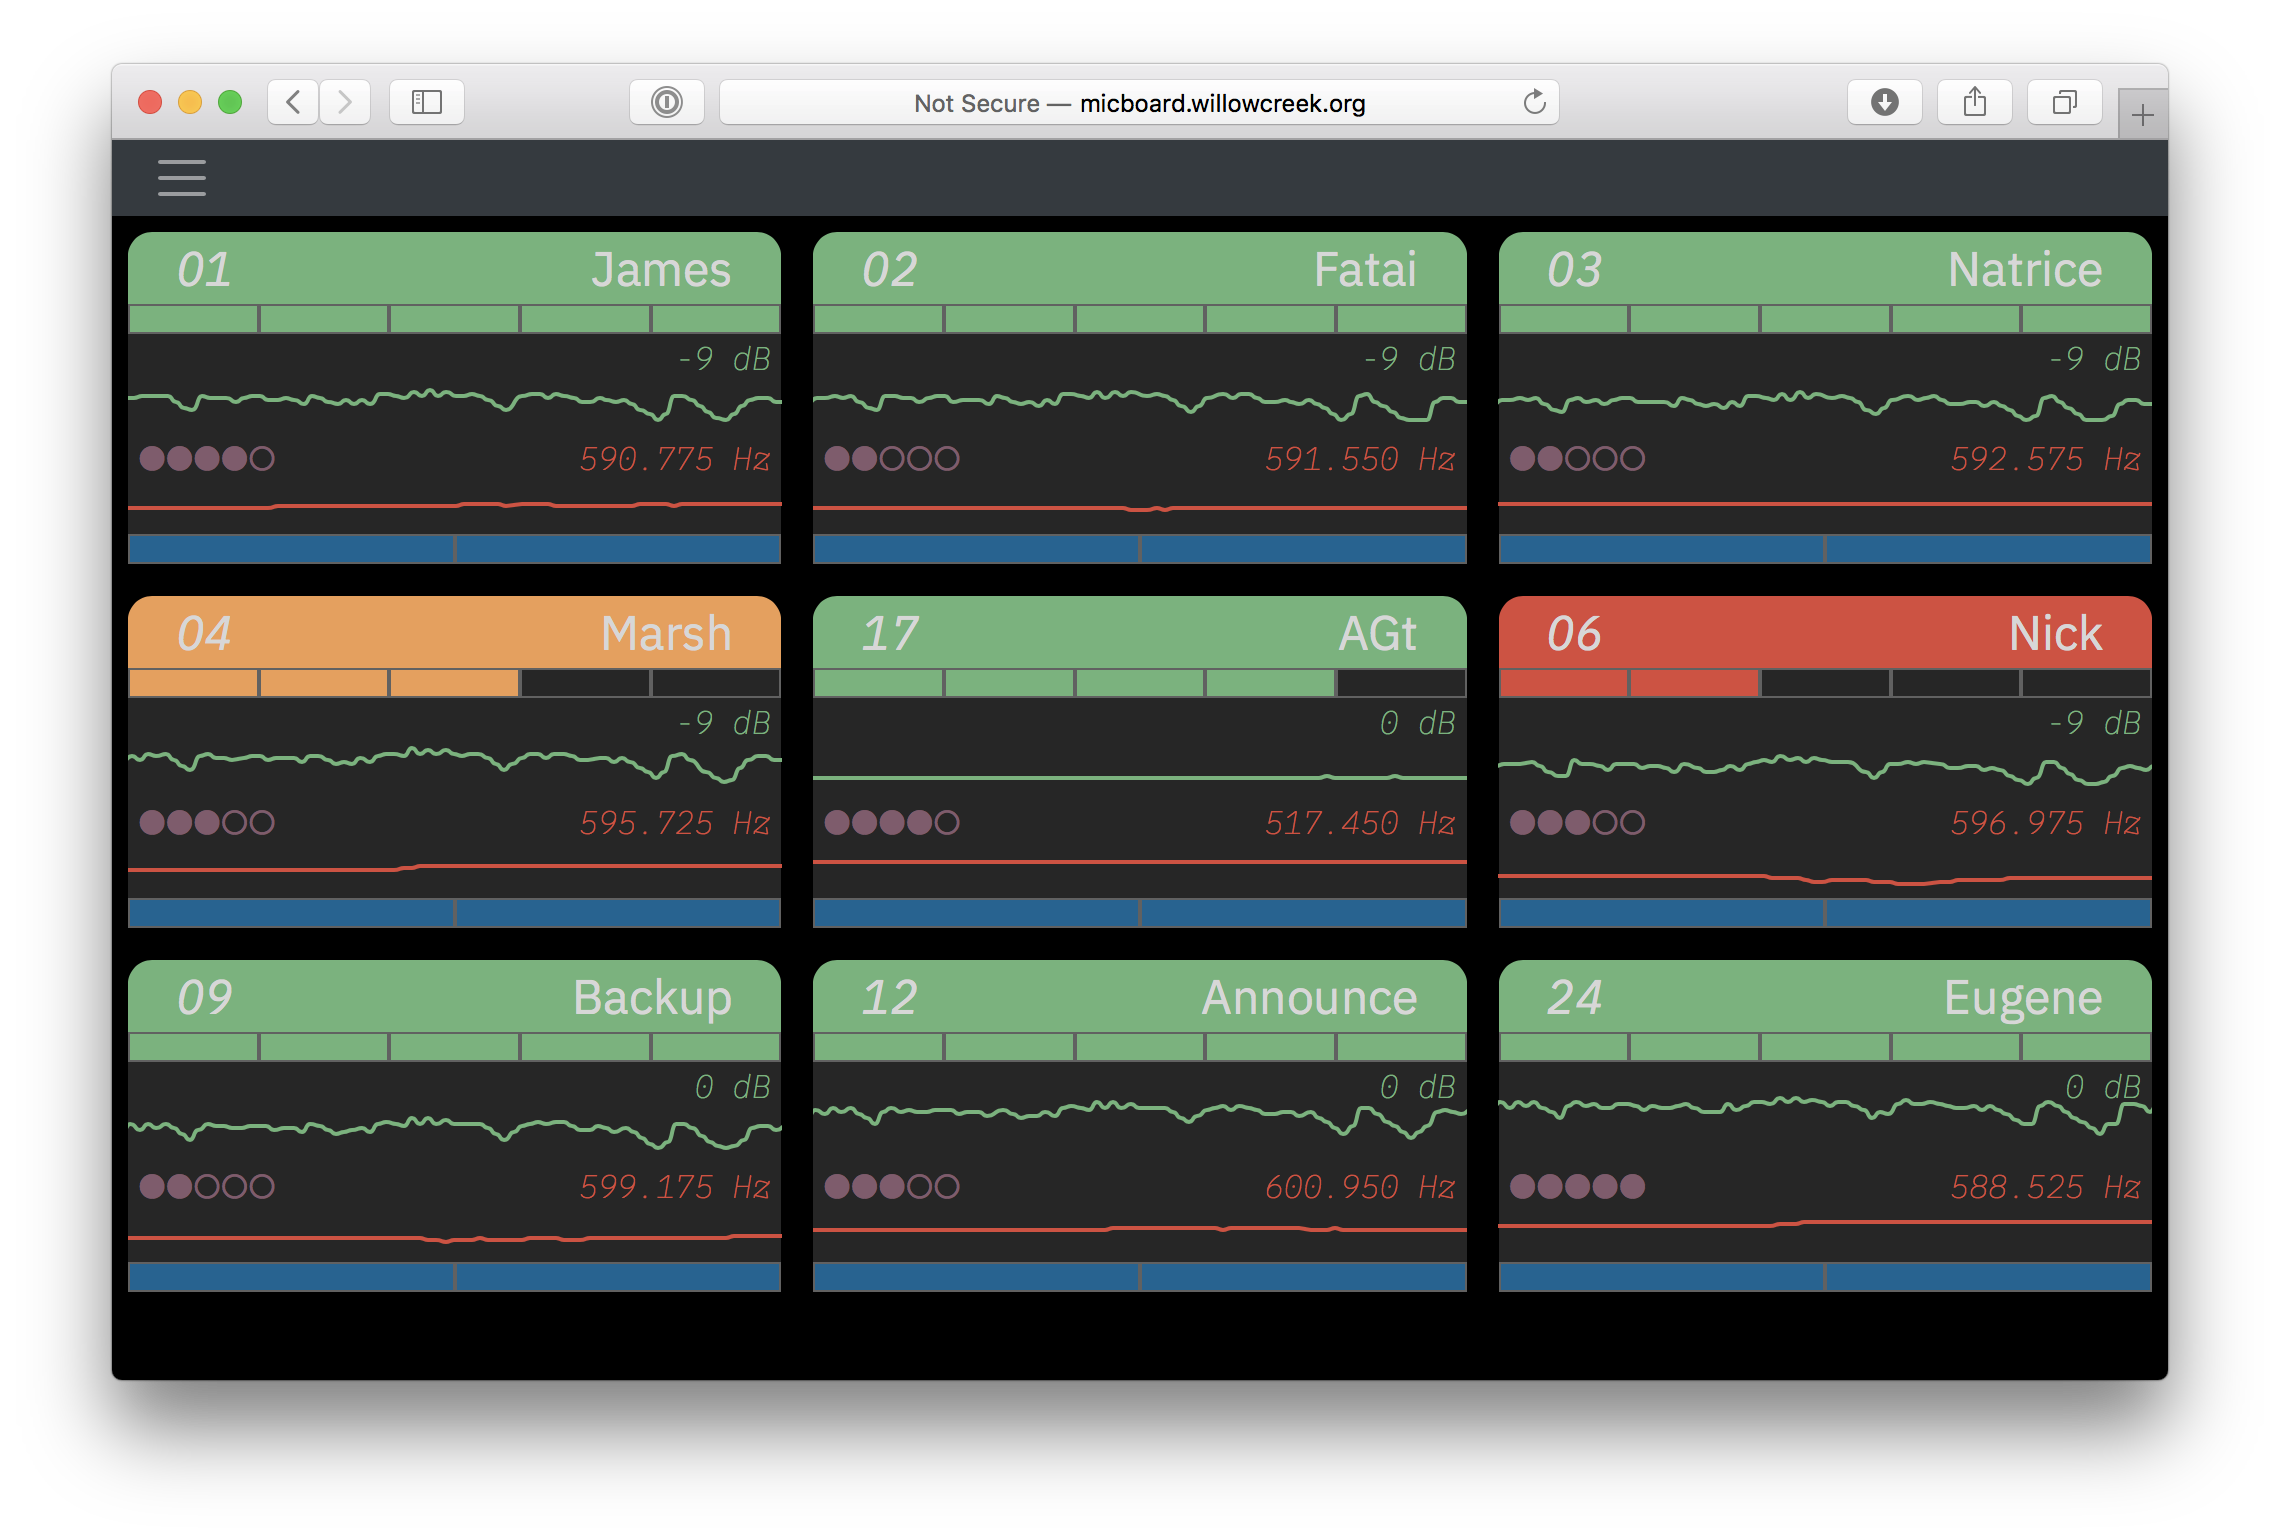 Not Secure — micboard.willowcreek.org
01 James
-9 dB
590.775 Hz
02 Fatai
-9 dB
591.550 Hz
03 Natrice
-9 dB
592.575 Hz
04 Marsh
-9 dB
595.725 Hz
17 AGt
0 dB
517.450 Hz
06 Nick
-9 dB
596.975 Hz
09 Backup
0 dB
599.175 Hz
12 Announce
0 dB
600.950 Hz
24 Eugene
0 dB
588.525 Hz